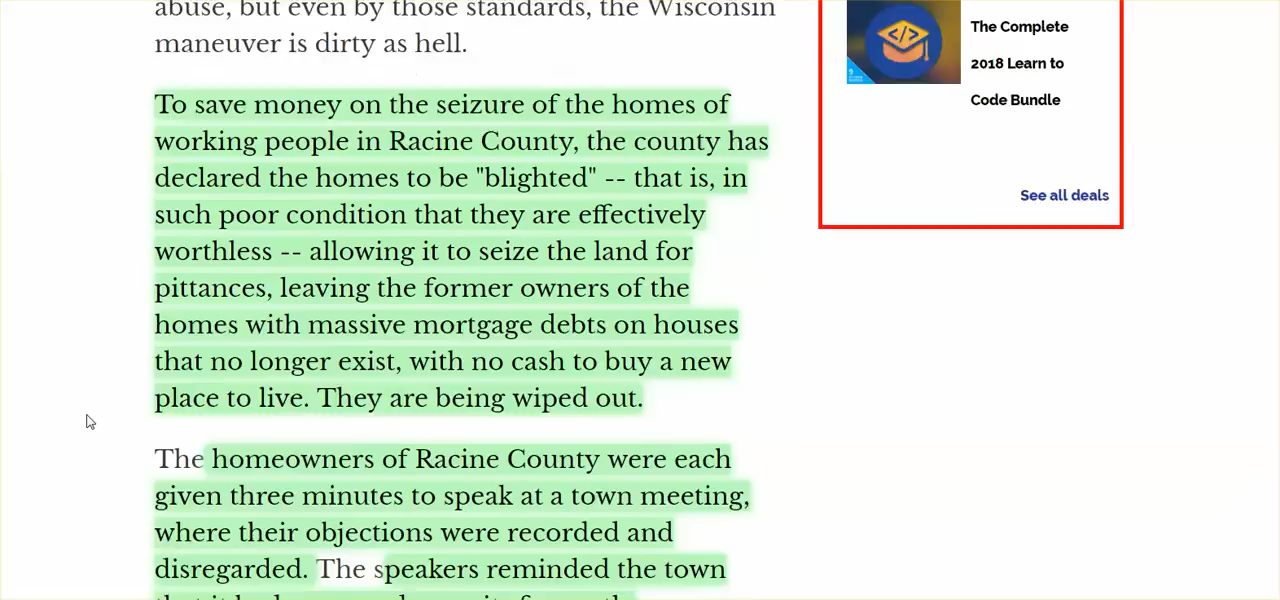 abuse, but even by those standards, the Wisconsin
maneuver is dirty as hell.
To save money on the seizure of the homes of
working people in Racine County, the county has
declared the homes to be "blighted" -- that is, in
such poor condition that they are effectively
worthless -- allowing it to seize the land for
pittances, leaving the former owners of the
homes with massive mortgage debts on houses
that no longer exist, with no cash to buy a new
place to live. They are being wiped out.
The homeowners of Racine County were each
given three minutes to speak at a town meeting,
where their objections were recorded and
disregarded. The speakers reminded the town
The Complete
2018 Learn to
Code Bundle
See all deals